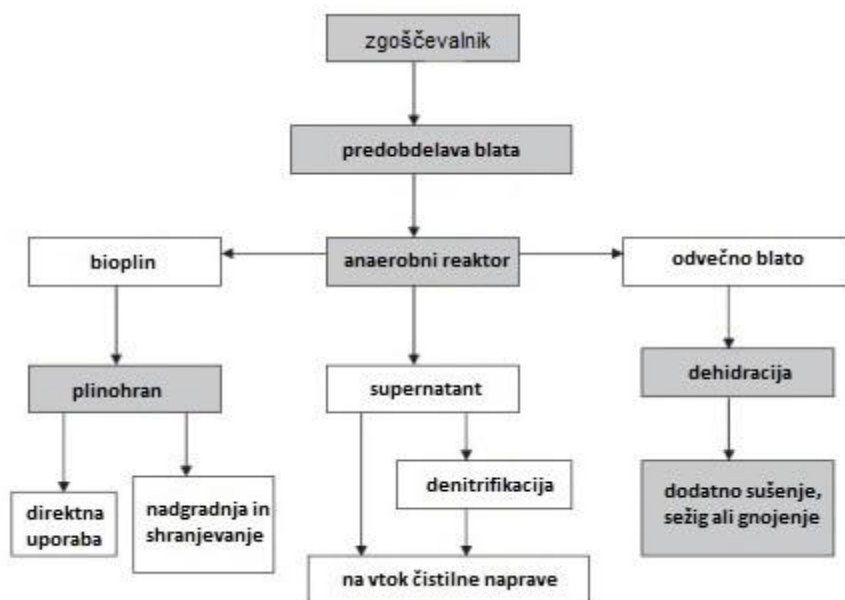 zgoščevalnik
predobdelava blata
bioplin
anaerobni reaktor
odvečno blato
plinohran
supernatant
dehidracija
direktna
uporaba
nadgradnja in
shranjevanje
denitrifikacija
dodatno sušenje,
sežig ali gnojenje
na vtok čistilne naprave